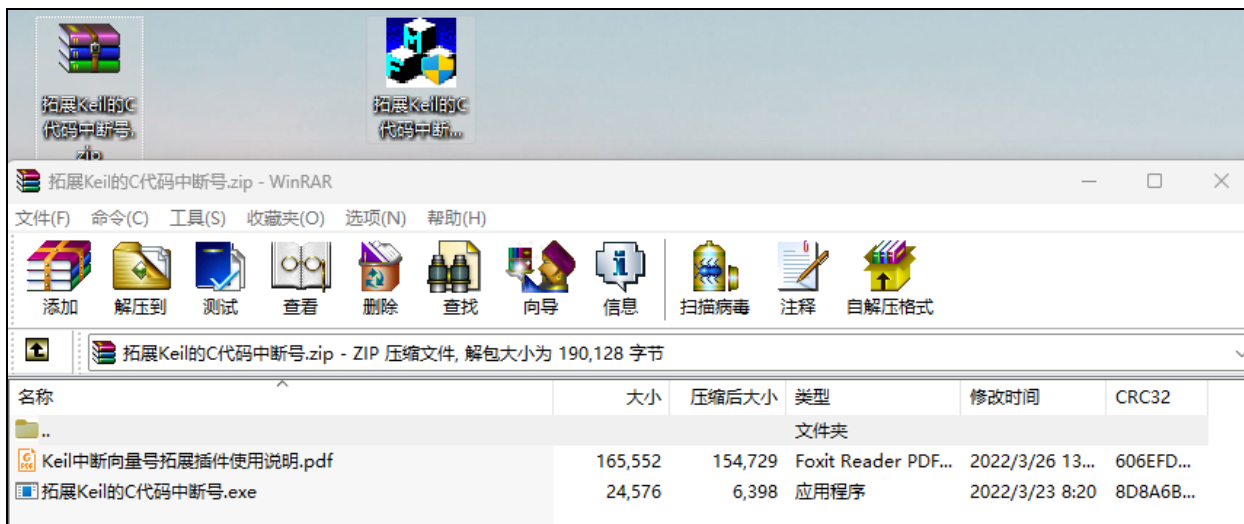 拓展Keil的C
代码中断号.
zip
拓展Keil的C
代码中断...
拓展Keil的C代码中断号.zip - WinRAR
文件(F) 命令(C) 工具(S) 收藏夹(O) 选项(N) 帮助(H)
添加 解压到 测试 查看 删除 查找 向导 信息 扫描病毒 注释 自解压格式
拓展Keil的C代码中断号.zip - ZIP 压缩文件, 解包大小为 190,128 字节
名称 大小 压缩后大小 类型 修改时间 CRC32
.. 文件夹
Keil中断向量号拓展插件使用说明.pdf 165,552 154,729 Foxit Reader PDF... 2022/3/26 13... 606EFD...
拓展Keil的C代码中断号.exe 24,576 6,398 应用程序 2022/3/23 8:20 8D8A6B...